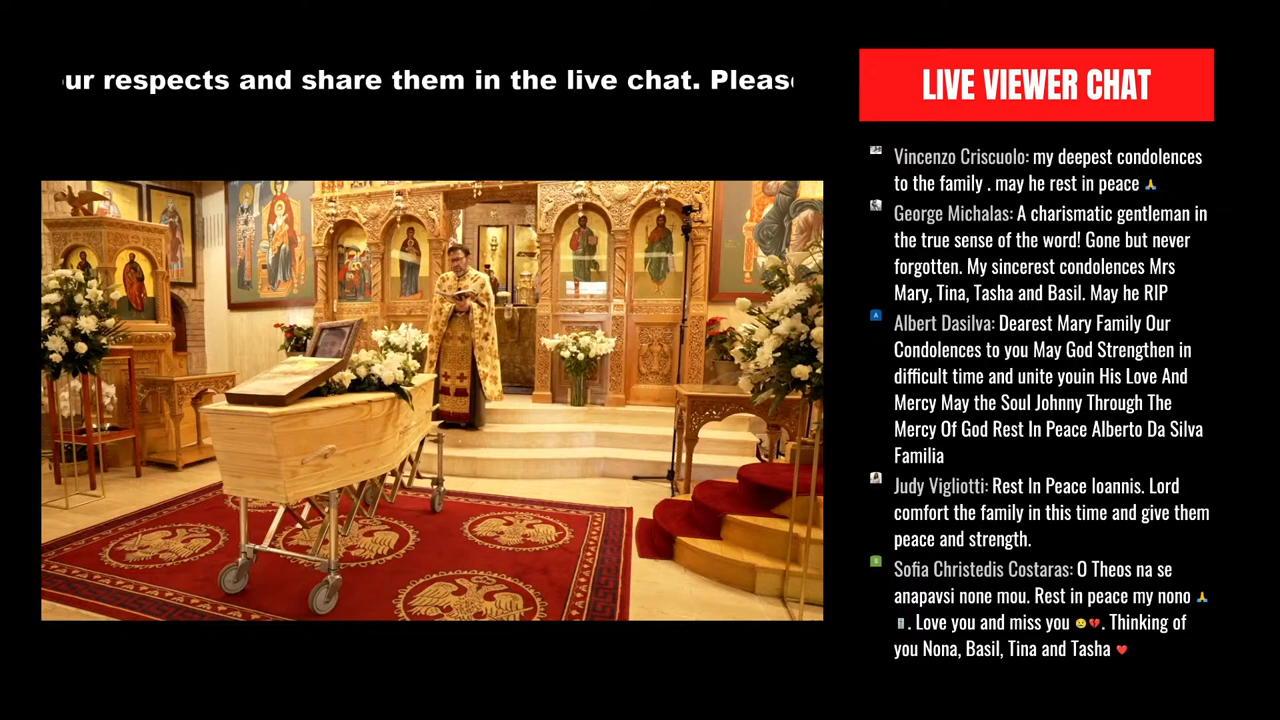 our respects and share them in the live chat. Please
LIVE VIEWER CHAT
Vincenzo Criscuolo: my deepest condolences
to the family . may he rest in peace 🙏
George Michalas: A charismatic gentleman in
the true sense of the word! Gone but never
forgotten. My sincerest condolences Mrs
Mary, Tina, Tasha and Basil. May he RIP
Albert Dasilva: Dearest Mary Family Our
Condolences to you May God Strengthen in
difficult time and unite youin His Love And
Mercy May the Soul Johnny Through The
Mercy Of God Rest In Peace Alberto Da Silva
Familia
Judy Vigliotti: Rest In Peace Ioannis. Lord
comfort the family in this time and give them
peace and strength.
Sofia Christedis Costaras: O Theos na se
anapavsi none mou. Rest in peace my nono 🙏
. Love you and miss you 😢💔. Thinking of
you Nona, Basil, Tina and Tasha ❤️